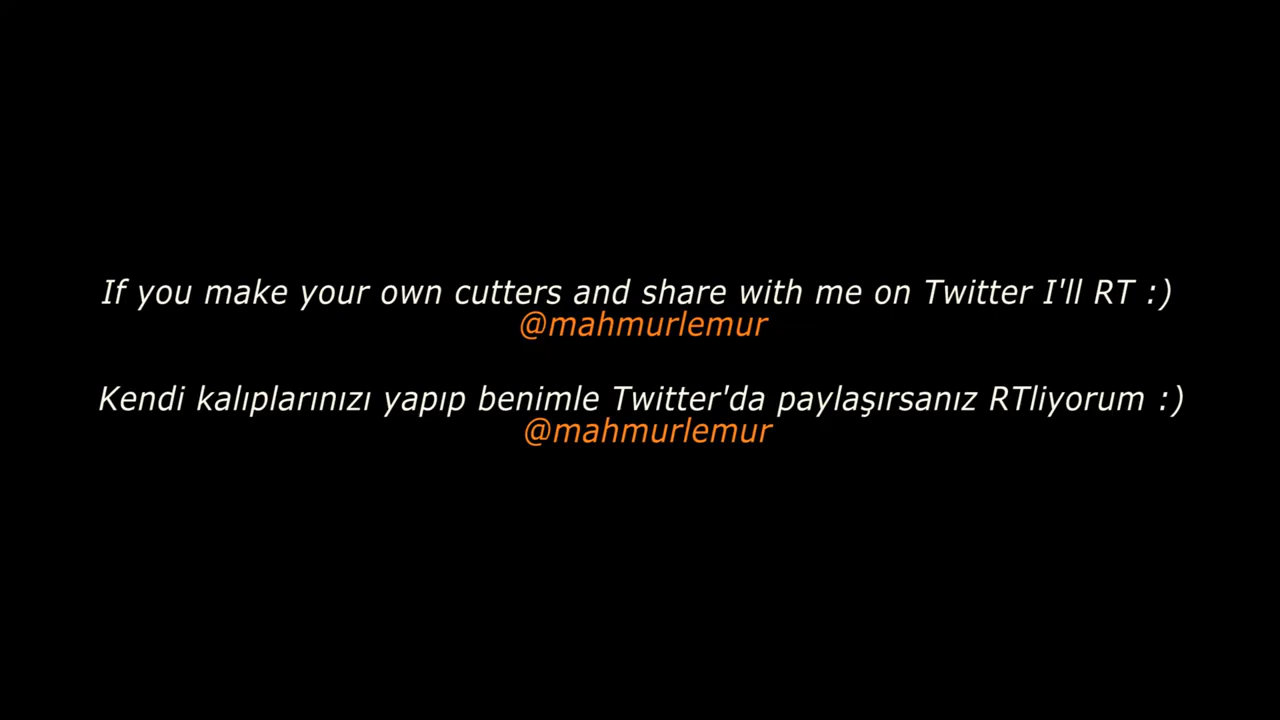 If you make your own cutters and share with me on Twitter I'll RT :)
@mahmurlemur
Kendi kalıplarınızı yapıp benimle Twitter'da paylaşırsanız RTliyorum :)
@mahmurlemur